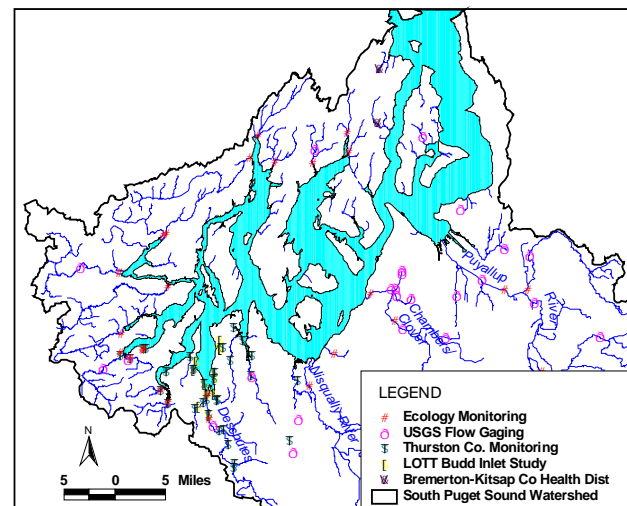 Puyallup
River
Chambers
Cover
Nisqually River
Deschutes
LEGEND
# Ecology Monitoring
USGS Flow Gaging
Thurston Co. Monitoring
LOTT Budd Inlet Study
Bremerton-Kitsap Co Health Dist
South Puget Sound Watershed
N
5 0 5 Miles